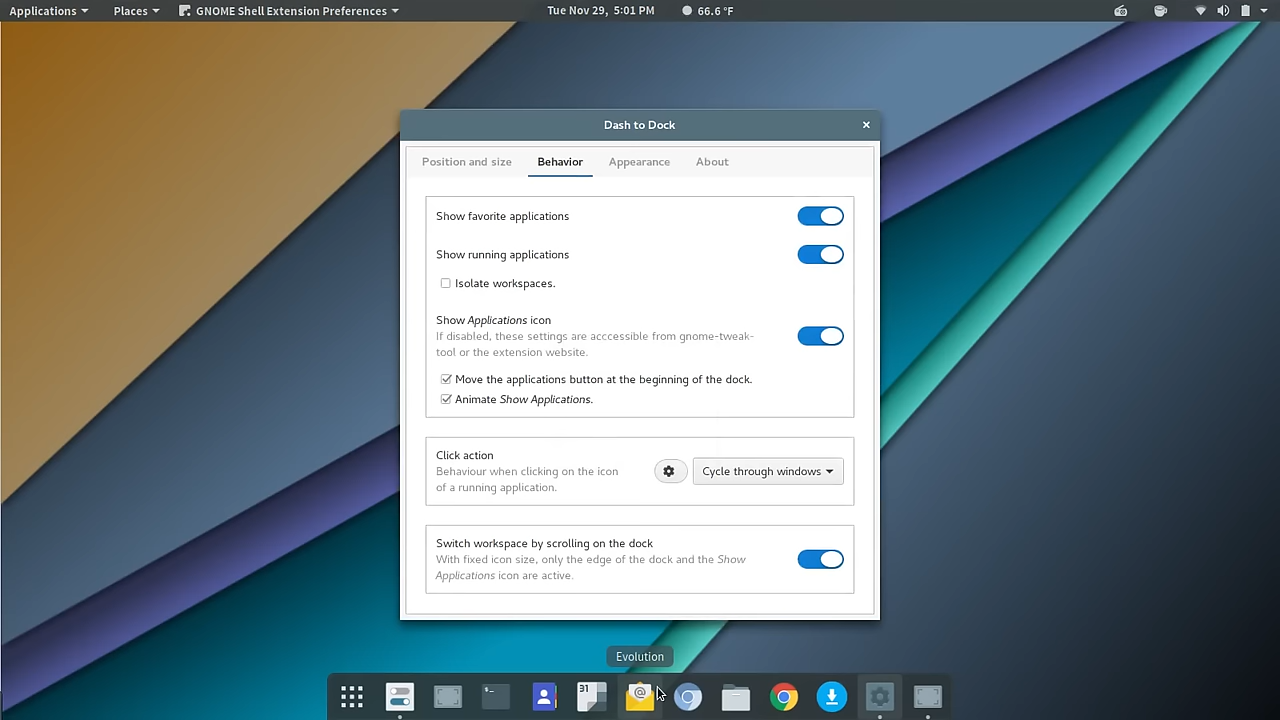 Applications Places GNOME Shell Extension Preferences Tue Nov 29, 5:01 PM 66.6 °F
Dash to Dock ×
Position and size Behavior Appearance About
Show favorite applications
Show running applications
Isolate workspaces.
Show Applications icon
If disabled, these settings are acccessible from gnome-tweak-
tool or the extension website.
Move the applications button at the beginning of the dock.
Animate Show Applications.
Click action
Behaviour when clicking on the icon
of a running application.
Cycle through windows
Switch workspace by scrolling on the dock
With fixed icon size, only the edge of the dock and the Show
Applications icon are active.
Evolution
31
@